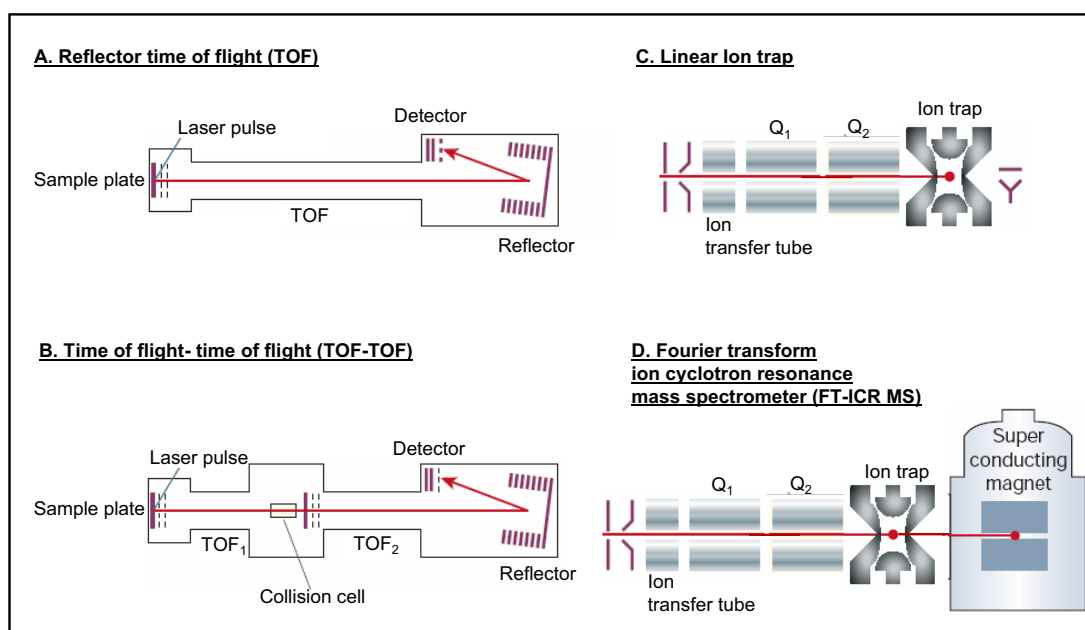 A. Reflector time of flight (TOF)
Laser pulse
Detector
Sample plate
TOF
Reflector
C. Linear Ion trap
Ion trap
Q1
Q2
Ion
transfer tube
B. Time of flight- time of flight (TOF-TOF)
Laser pulse
Detector
Sample plate
TOF1
TOF2
Reflector
Collision cell
D. Fourier transform
ion cyclotron resonance
mass spectrometer (FT-ICR MS)
Super
conducting
magnet
Ion trap
Q1
Q2
Ion
transfer tube